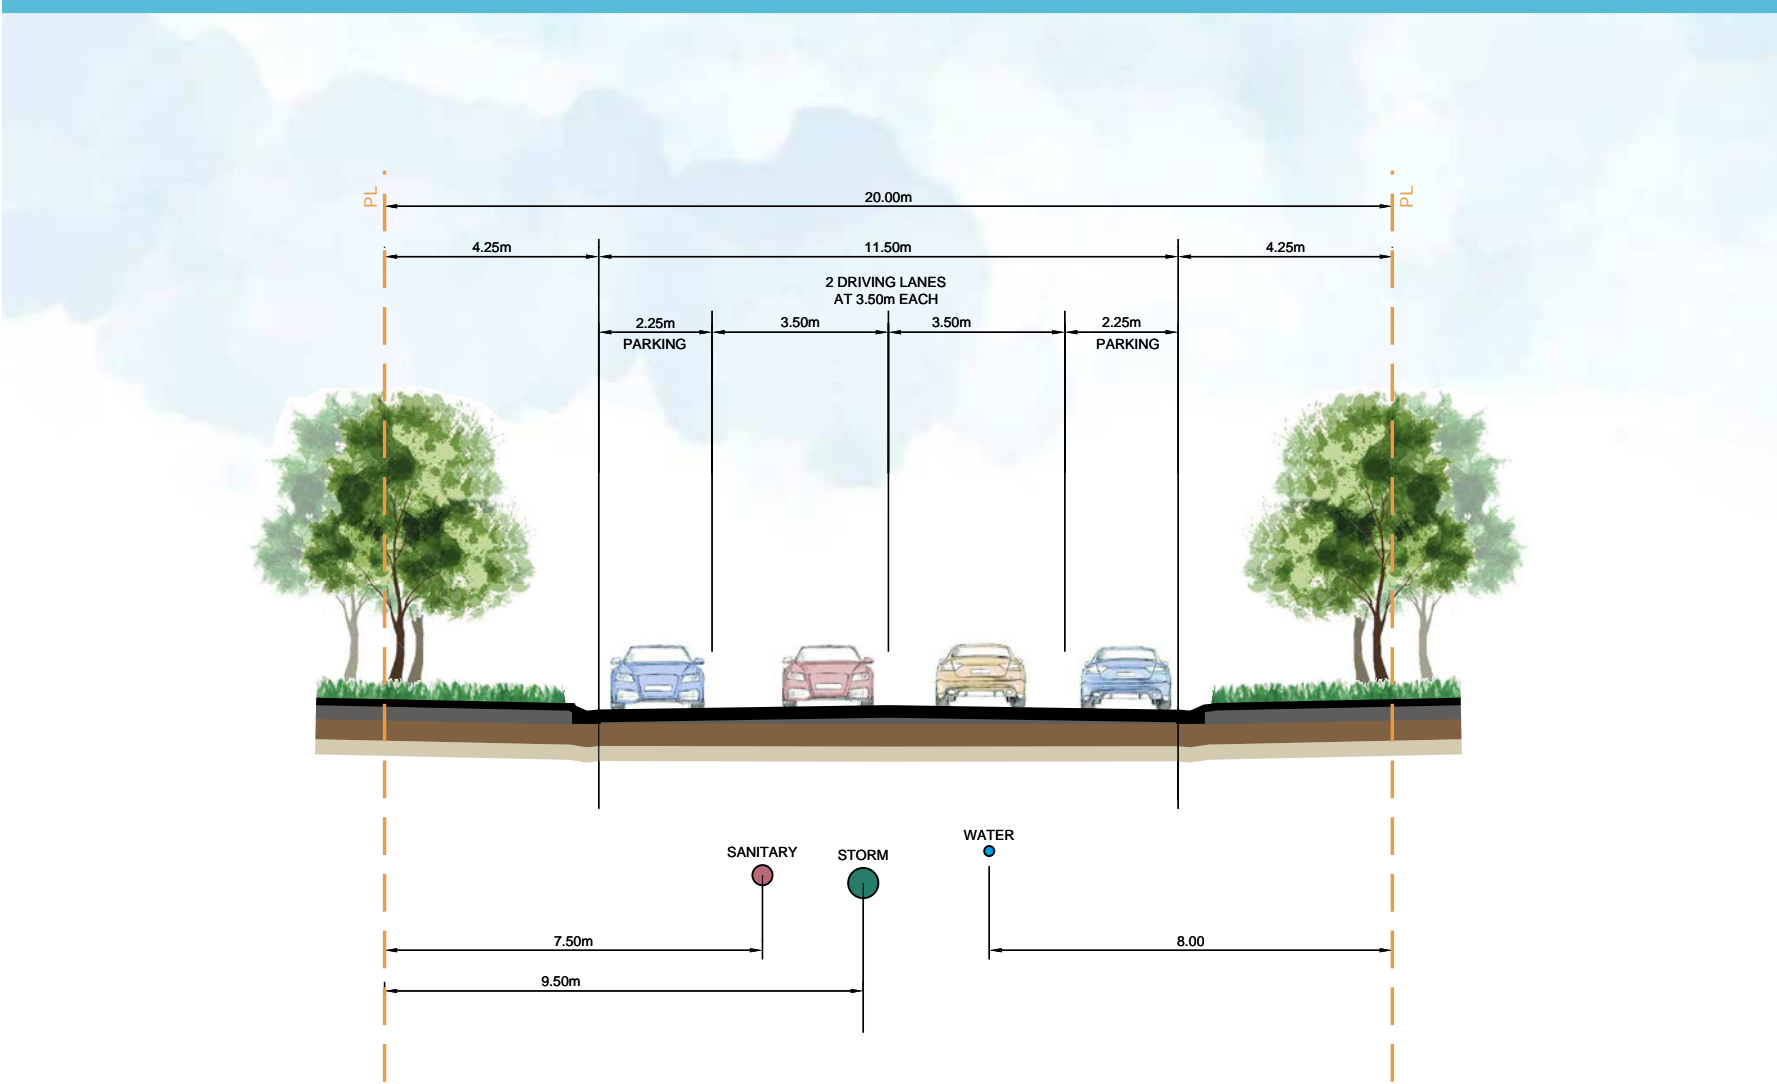 PL
PL
20.00m
4.25m
11.50m
4.25m
2 DRIVING LANES
AT 3.50m EACH
2.25m
3.50m
3.50m
2.25m
PARKING
PARKING
WATER
SANITARY
STORM
7.50m
8.00
9.50m